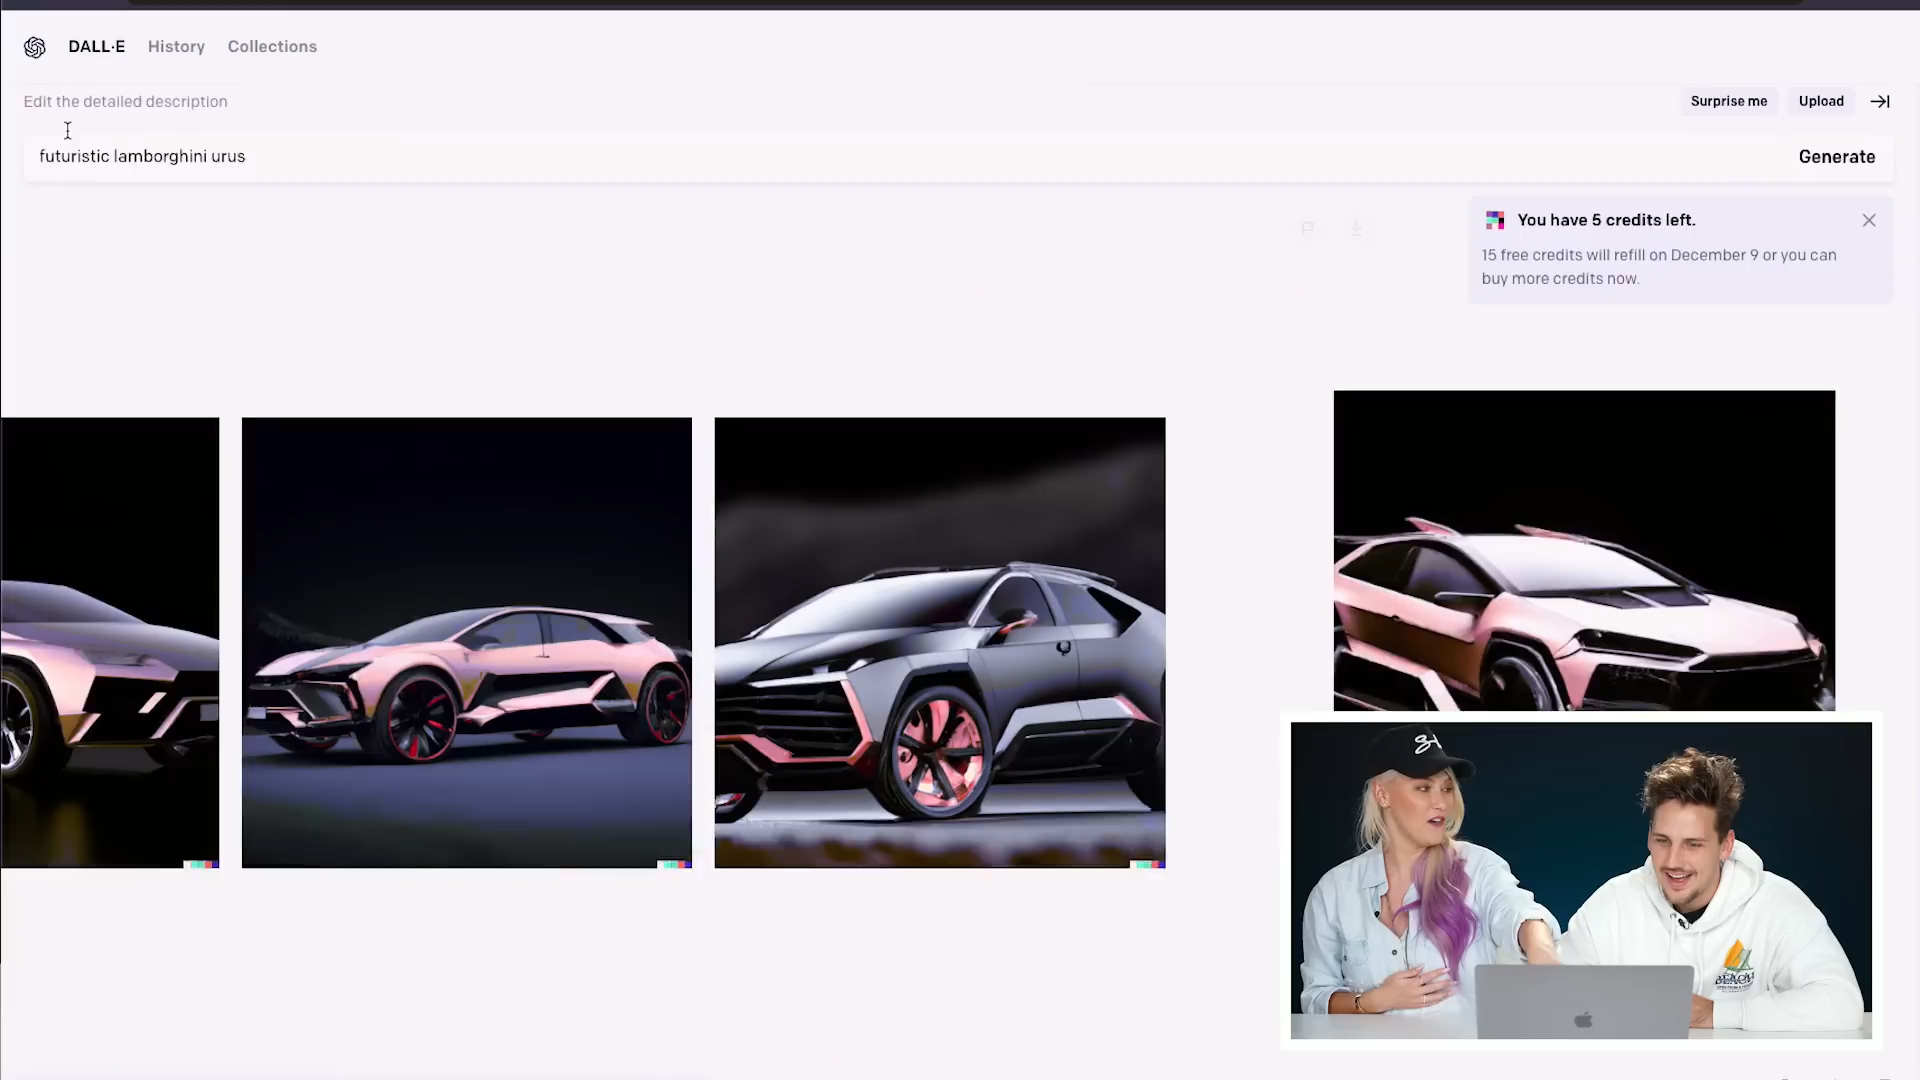 DALL·E History Collections
Edit the detailed description
Surprise me
Upload
futuristic lamborghini urus
Generate
You have 5 credits left.
15 free credits will refill on December 9 or you can
buy more credits now.
BEACH